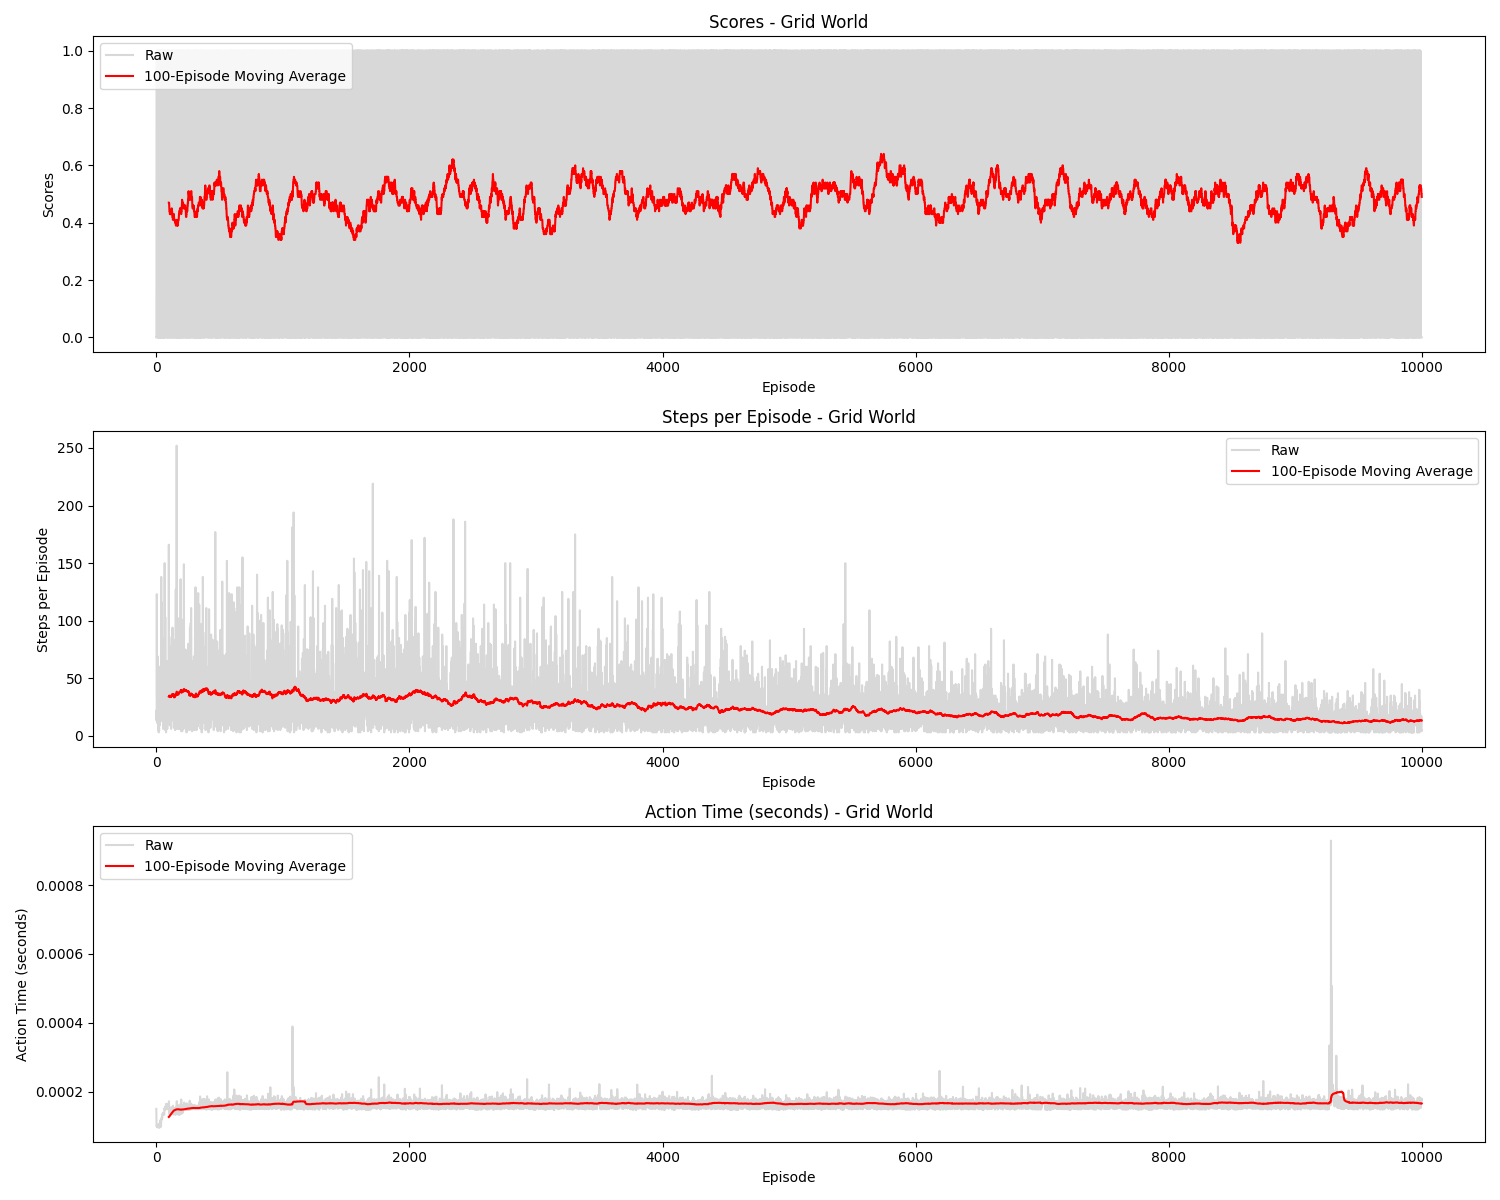 Scores - Grid World
Raw
100-Episode Moving Average
1.0
0.8
0.6
0.4
0.2
0.0
Scores
0
2000
4000
6000
8000
10000
Episode
Steps per Episode - Grid World
Raw
100-Episode Moving Average
250
200
150
100
50
0
Steps per Episode
0
2000
4000
6000
8000
10000
Episode
Action Time (seconds) - Grid World
Raw
100-Episode Moving Average
0.0008
0.0006
0.0004
0.0002
Action Time (seconds)
0
2000
4000
6000
8000
10000
Episode